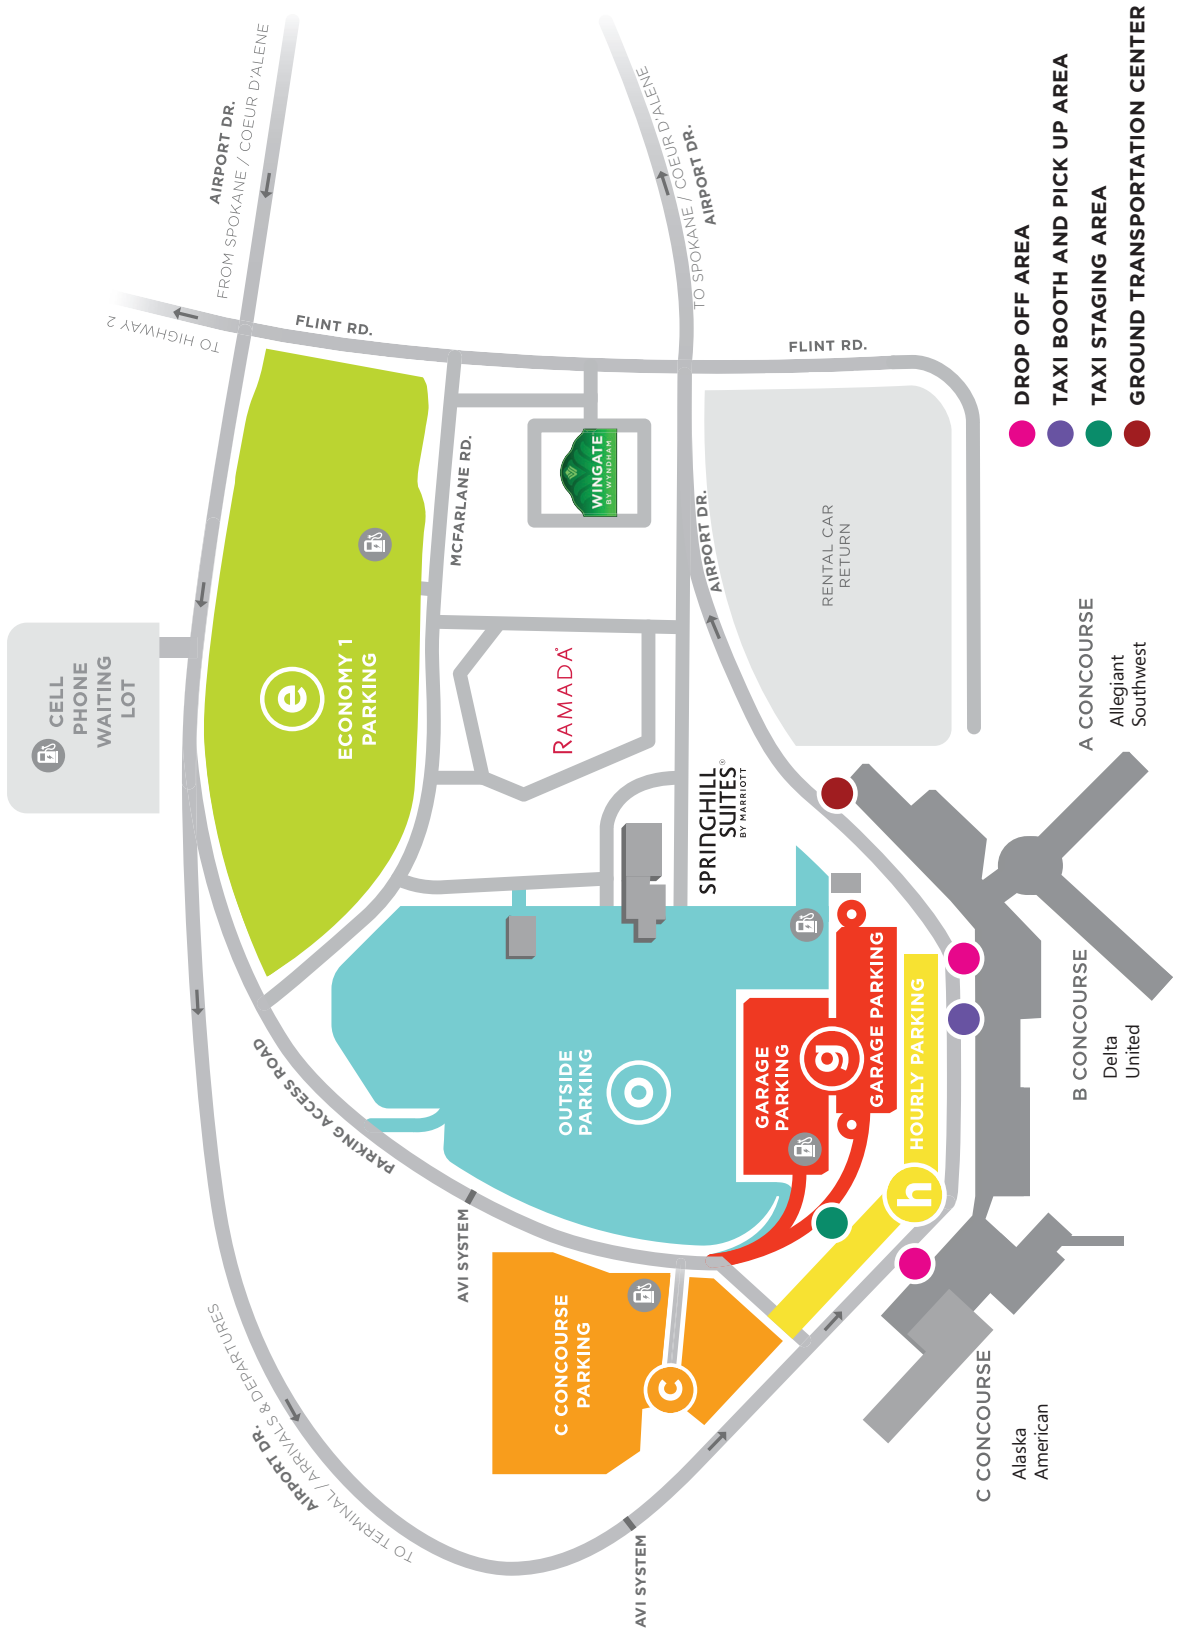 AIRPORT DR.
FROM SPOKANE / COEUR D'ALENE
TO HIGHWAY 2
FLINT RD.
TO SPOKANE / COEUR D'ALENE
AIRPORT DR.
FLINT RD.
CELL
PHONE
WAITING
LOT
e
ECONOMY 1
PARKING
MCFARLANE RD.
WINGATE
BY WYNDHAM
RAMADA®
AIRPORT DR.
RENTAL CAR
RETURN
SPRINGHILL
SUITES®
BY MARRIOTT
PARKING ACCESS ROAD
OUTSIDE
PARKING
o
GARAGE
PARKING
g
GARAGE PARKING
HOURLY PARKING
h
AVI SYSTEM
C CONCOURSE
PARKING
c
AIRPORT DR.
TO TERMINAL / ARRIVALS & DEPARTURES
AVI SYSTEM
A CONCOURSE
Allegiant
Southwest
B CONCOURSE
Delta
United
C CONCOURSE
Alaska
American
DROP OFF AREA
TAXI BOOTH AND PICK UP AREA
TAXI STAGING AREA
GROUND TRANSPORTATION CENTER